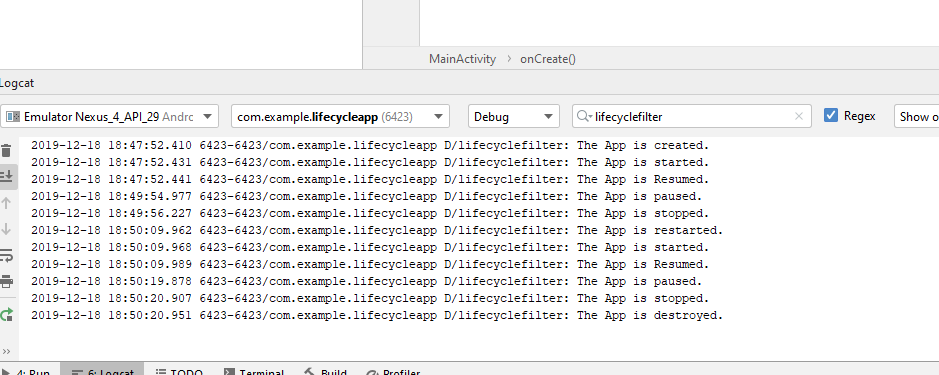 MainActivity > onCreate()
Logcat
Emulator Nexus_4_API_29 Andrc com.example.lifecycleapp (6423) Debug lifecyclefilter Regex Show o
2019-12-18 18:47:52.410 6423-6423/com.example.lifecycleapp D/lifecyclefilter: The App is created.
2019-12-18 18:47:52.431 6423-6423/com.example.lifecycleapp D/lifecyclefilter: The App is started.
2019-12-18 18:47:52.441 6423-6423/com.example.lifecycleapp D/lifecyclefilter: The App is Resumed.
2019-12-18 18:49:54.977 6423-6423/com.example.lifecycleapp D/lifecyclefilter: The App is paused.
2019-12-18 18:49:56.227 6423-6423/com.example.lifecycleapp D/lifecyclefilter: The App is stopped.
2019-12-18 18:50:09.962 6423-6423/com.example.lifecycleapp D/lifecyclefilter: The App is restarted.
2019-12-18 18:50:09.968 6423-6423/com.example.lifecycleapp D/lifecyclefilter: The App is started.
2019-12-18 18:50:09.989 6423-6423/com.example.lifecycleapp D/lifecyclefilter: The App is Resumed.
2019-12-18 18:50:19.878 6423-6423/com.example.lifecycleapp D/lifecyclefilter: The App is paused.
2019-12-18 18:50:20.907 6423-6423/com.example.lifecycleapp D/lifecyclefilter: The App is stopped.
2019-12-18 18:50:20.951 6423-6423/com.example.lifecycleapp D/lifecyclefilter: The App is destroyed.
4: Run 6: Logcat TODO Terminal Build Profiler